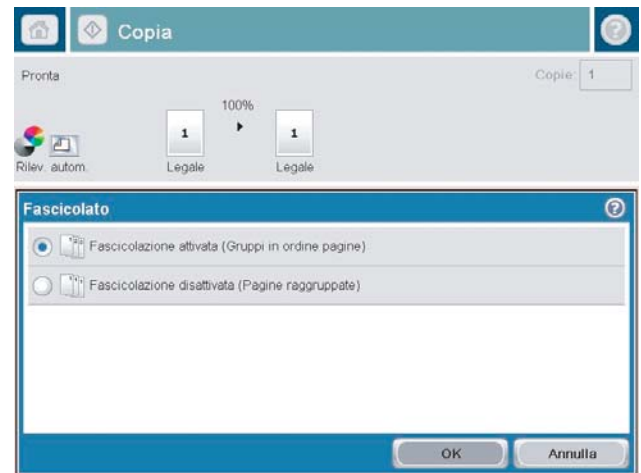 Copia
?
Pronta
Copie: 1
100%
1 1
Rilev. autom. Legale Legale
Fascicolato ?
Fascicolazione attivata (Gruppi in ordine pagine)
Fascicolazione disattivata (Pagine raggruppate)
OK Annulla